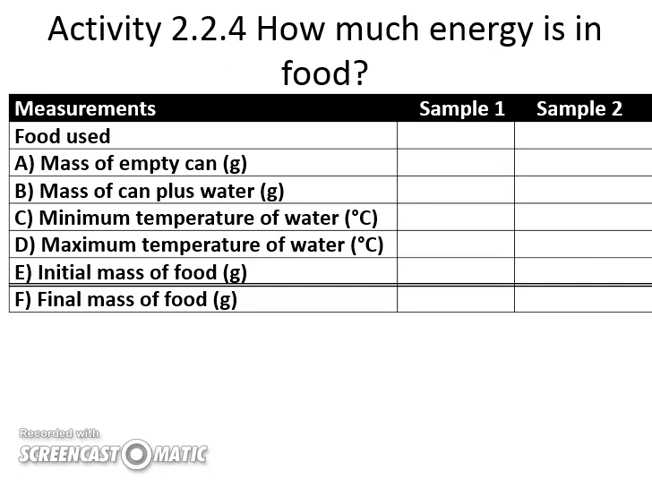 Activity 2.2.4 How much energy is in
food?
Measurements Sample 1 Sample 2
Food used
A) Mass of empty can (g)
B) Mass of can plus water (g)
C) Minimum temperature of water (°C)
D) Maximum temperature of water (°C)
E) Initial mass of food (g)
F) Final mass of food (g)
Recorded with
SCREENCAST MATIC